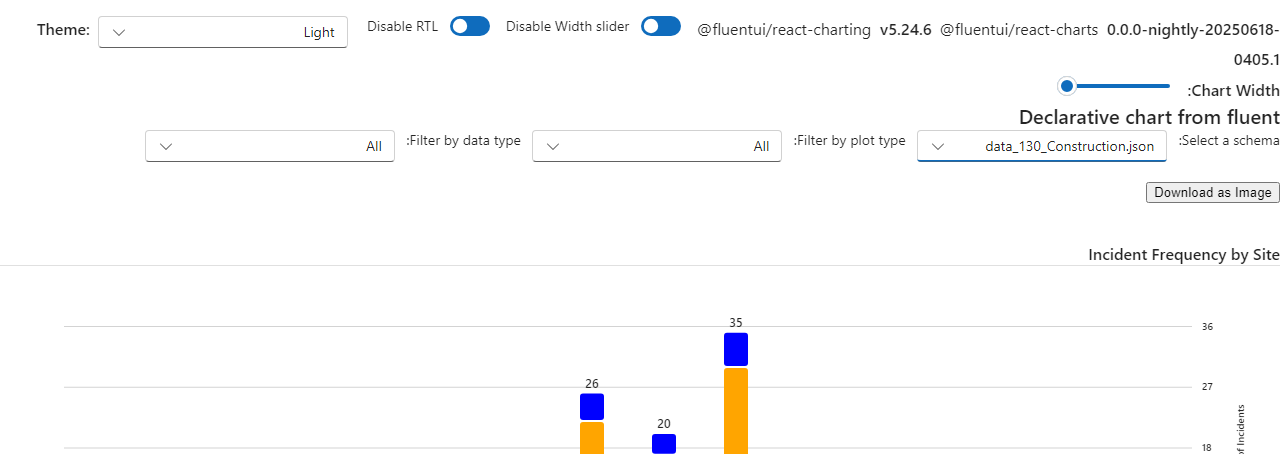 Theme: Light Disable RTL Disable Width slider @fluentui/react-charting v5.24.6 @fluentui/react-charts 0.0.0-nightly-20250618-
0405.1
:Chart Width
Declarative chart from fluent
:Select a schema data_130_Construction.json :Filter by plot type All :Filter by data type All
Download as Image
Incident Frequency by Site
35
36
26
27
20
18
of Incidents